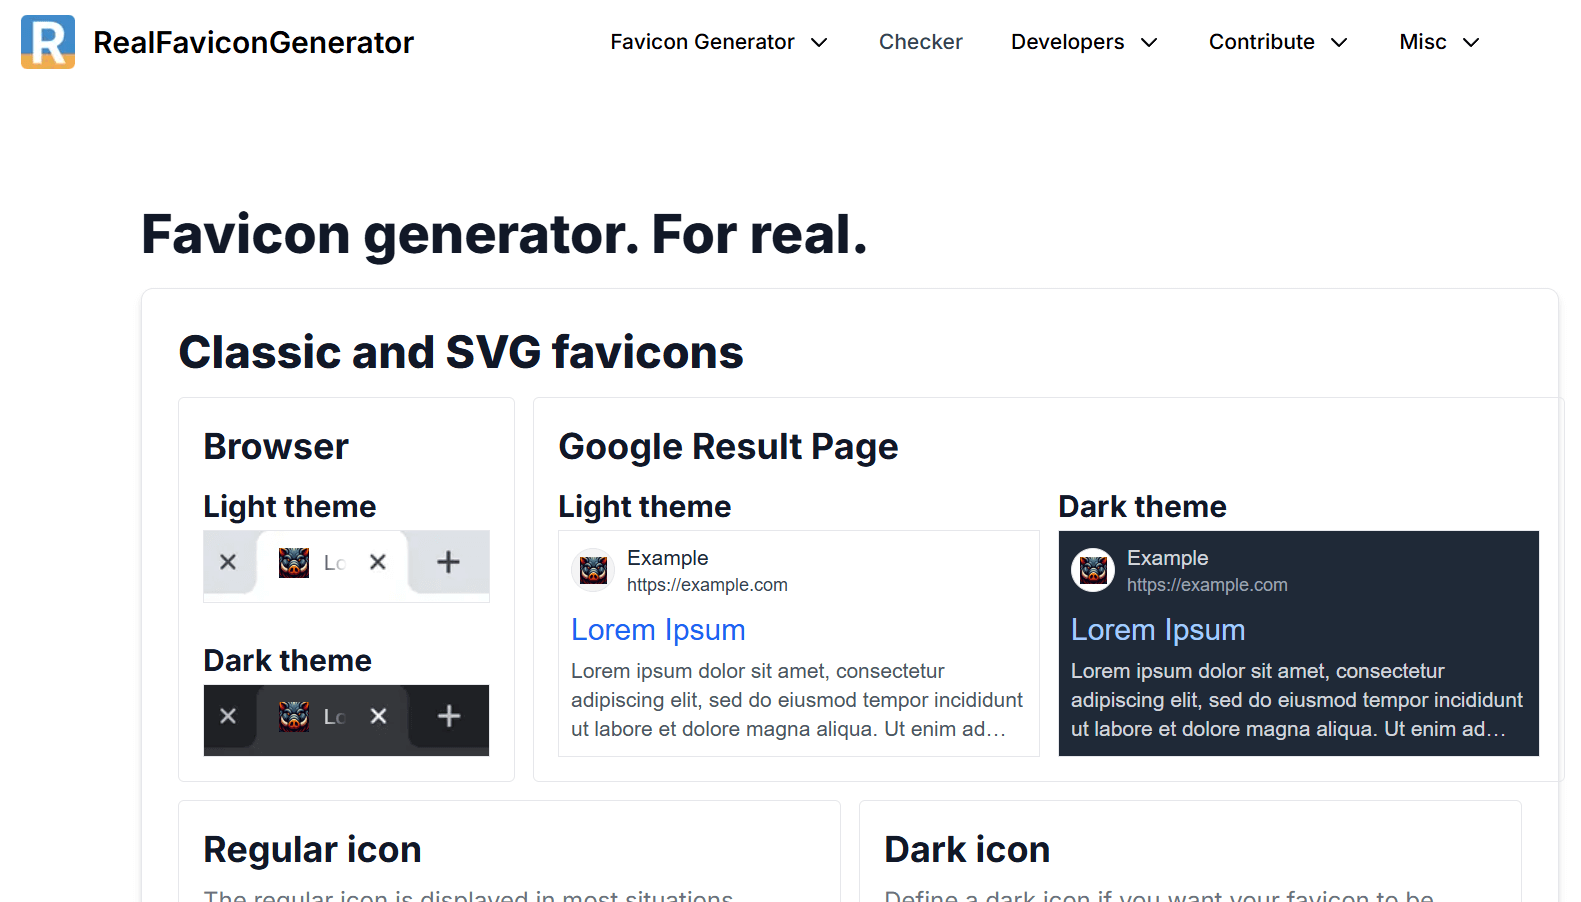 R RealFaviconGenerator
Favicon Generator Checker Developers Contribute Misc
Favicon generator. For real.
Classic and SVG favicons
Browser
Light theme
Lo
Dark theme
Lo
Google Result Page
Light theme
Example
https://example.com
Lorem Ipsum
Lorem ipsum dolor sit amet, consectetur
adipiscing elit, sed do eiusmod tempor incididunt
ut labore et dolore magna aliqua. Ut enim ad…
Dark theme
Example
https://example.com
Lorem Ipsum
Lorem ipsum dolor sit amet, consectetur
adipiscing elit, sed do eiusmod tempor incididunt
ut labore et dolore magna aliqua. Ut enim ad…
Regular icon
The regular icon is displayed in most situations.
Dark icon
Define a dark icon if you want your favicon to be